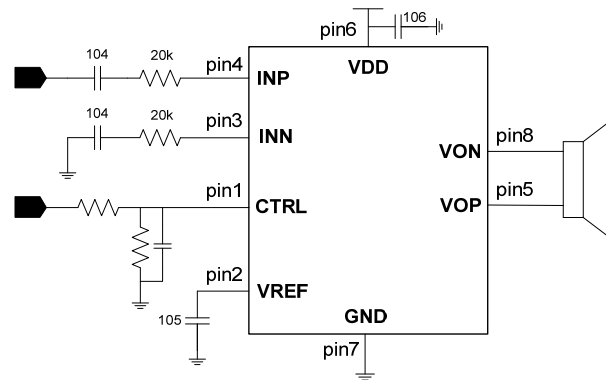 106
pin6
104
20k
pin4
VDD
INP
104
20k
pin3
INN
pin8
VON
pin1
pin5
CTRL
VOP
pin2
VREF
105
GND
pin7